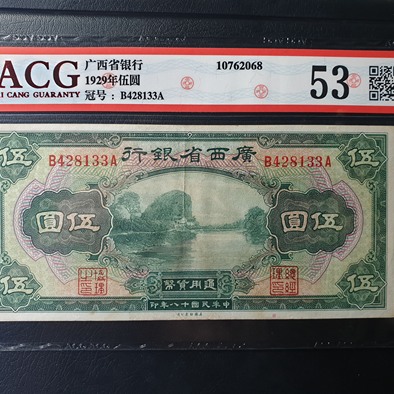 ACG
广西省银行
10762068
1929年伍圆
CANG GUARANTY
冠号：B428133A
53
伍
行銀省西廣
伍
B428133A
B428133A
圓
伍
伍
圓
通用貨幣
伍
印年八十國民華中
伍